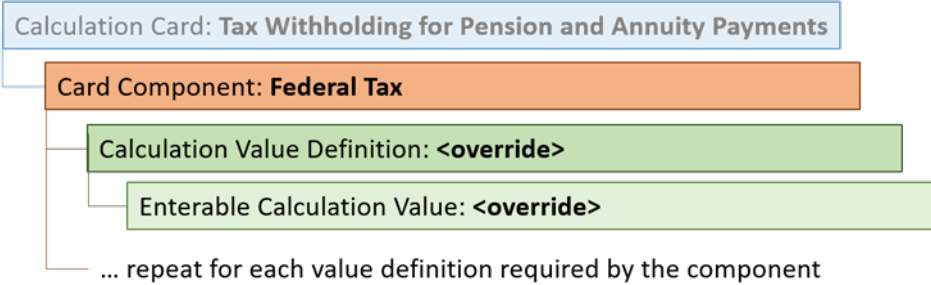 Calculation Card: Tax Withholding for Pension and Annuity Payments
Card Component: Federal Tax
Calculation Value Definition: <override>
Enterable Calculation Value: <override>
... repeat for each value definition required by the component